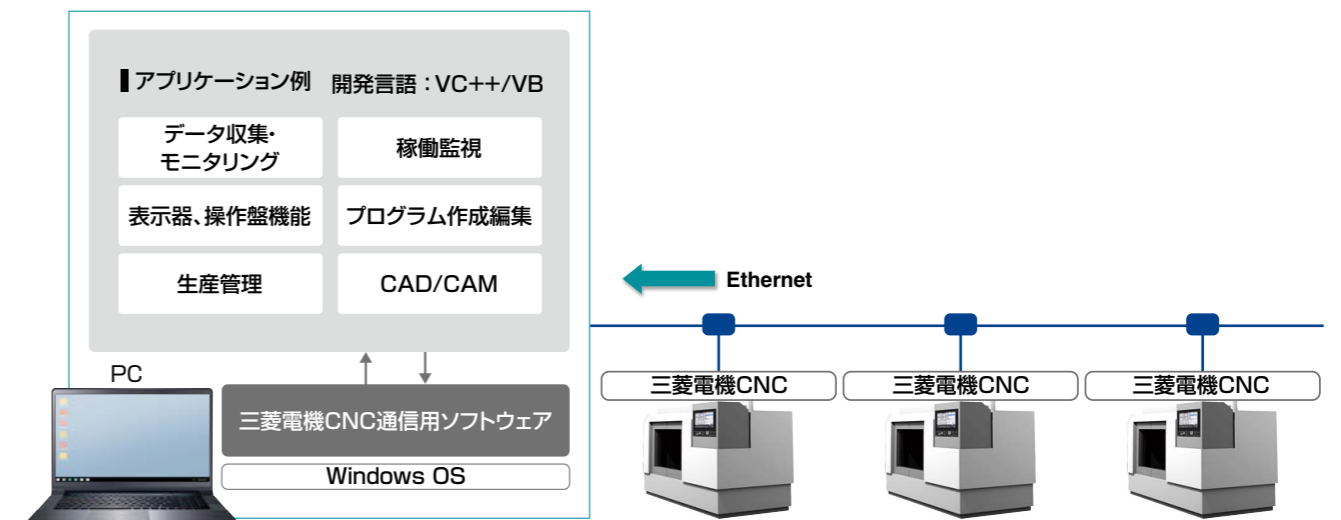 アプリケーション例 開発言語：VC++/VB
データ収集・
モニタリング
稼働監視
表示器、操作盤機能
プログラム作成編集
生産管理
CAD/CAM
Ethernet
PC
三菱電機CNC通信用ソフトウェア
Windows OS
三菱電機CNC
三菱電機CNC
三菱電機CNC